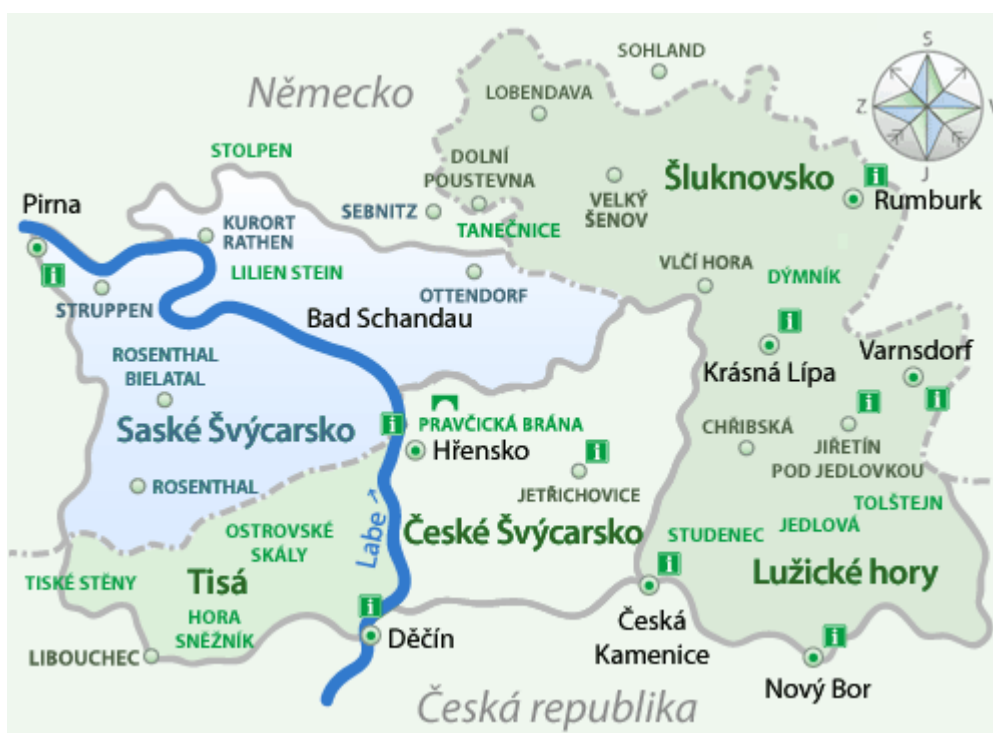 SOHLAND
S
Německo
LOBENDAVA
Z
V
STOLPEN
DOLNÍ
POUSTEVNA
Šluknovsko
J
i
Pirna
SEBNITZ
VELKÝ
ŠENOV
Rumburk
KURORT
RATHEN
TANEČNICE
i
LILIEN STEIN
VLČÍ HORA
DÝMNÍK
STRUPPEN
OTTENDORF
Bad Schandau
i
ROSENTHAL
BIELATAL
Krásná Lípa
Varnsdorf
i
i
Saské Švýcarsko
i
PRAVČICKÁ BRÁNA
CHŘIBSKÁ
JIŘETÍN
POD JEDLOVKOU
Hřensko
i
ROSENTHAL
JETŘICHOVICE
TOLŠTEJN
OSTROVSKÉ
SKÁLY
Labe →
České Švýcarsko
STUDENEC
JEDLOVÁ
TISKÉ STĚNY
Tisá
i
Lužické hory
HORA
SNĚŽNÍK
i
Děčín
Česká
Kamenice
i
LIBOUCHEC
Nový Bor
Česká republika